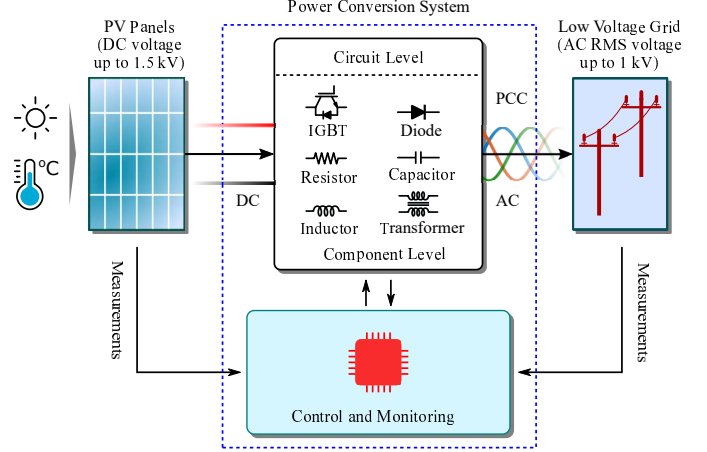 Power Conversion System
PV Panels
(DC voltage
up to 1.5 kV)
Low Voltage Grid
(AC RMS voltage
up to 1 kV)
Circuit Level
°C
IGBT
Diode
Resistor
Capacitor
Inductor
Transformer
Component Level
DC
PCC
AC
Measurements
Measurements
Control and Monitoring